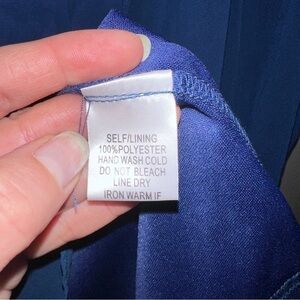 SELF/LINING
100%POLYESTER
HAND WASH COLD
DO NOT BLEACH
LINE DRY
IRON WARM IF